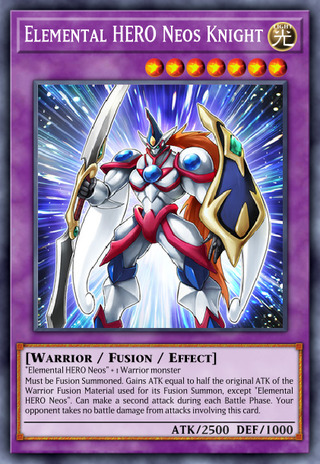 Elemental HERO Neos Knight
LIGHT
光
[Warrior / Fusion / Effect]
"Elemental HERO Neos" + 1 Warrior monster
Must be Fusion Summoned. Gains ATK equal to half the original ATK of the
Warrior Fusion Material used for its Fusion Summon, except "Elemental
HERO Neos". Can make a second attack during each Battle Phase. Your
opponent takes no battle damage from attacks involving this card.
ATK/2500 DEF/1000